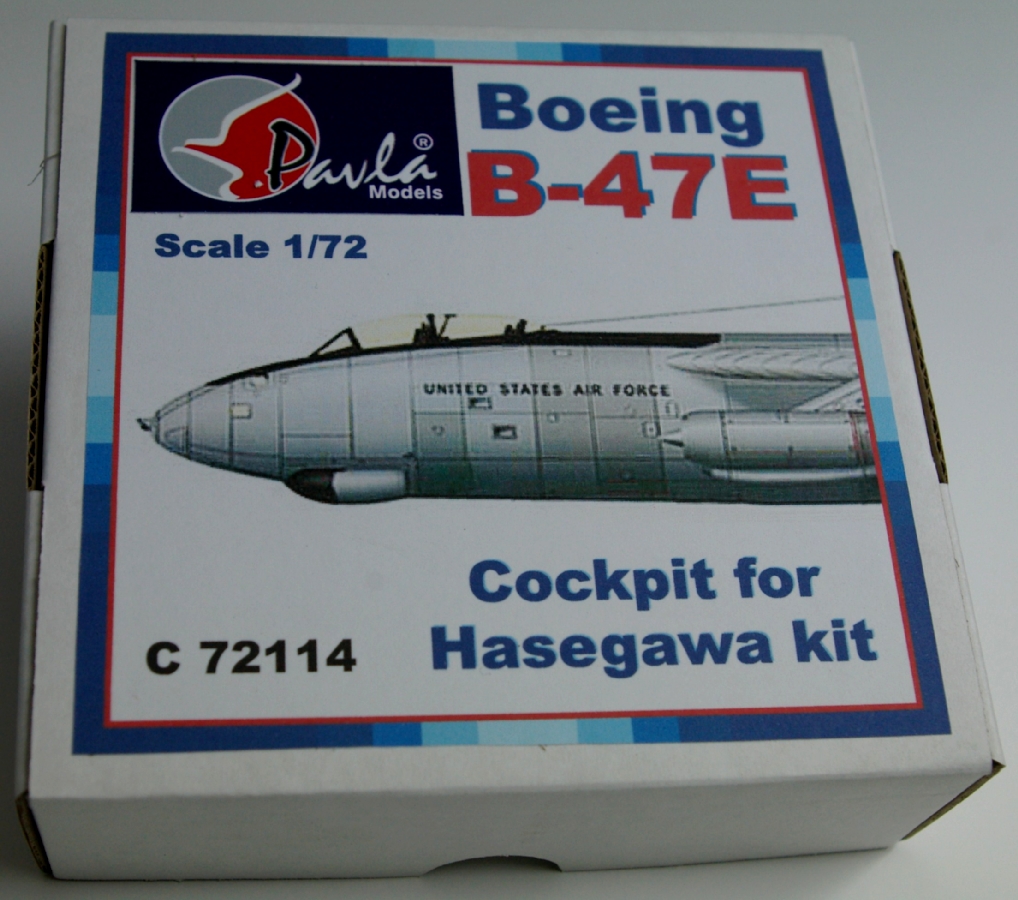 Pavla®
Models
Boeing
B-47E
Scale 1/72
UNITED STATES AIR FORCE
Cockpit for
Hasegawa kit
C 72114